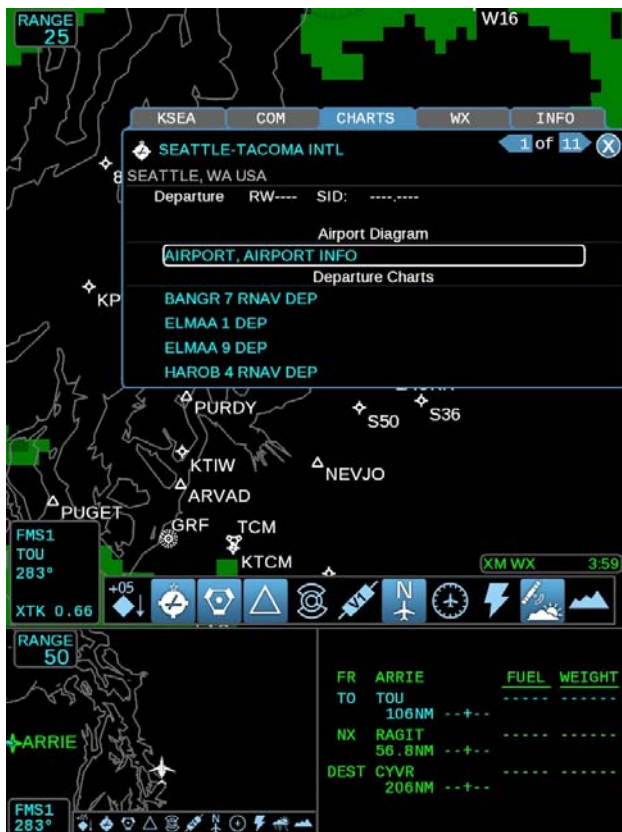 RANGE
25
W16
KSEA COM CHARTS WX INFO
SEATTLE-TACOMA INTL 1 of 11 X
8 SEATTLE, WA USA
Departure RW---- SID: ----.----
Airport Diagram
AIRPORT, AIRPORT INFO
KP
Departure Charts
BANGR 7 RNAV DEP
ELMAA 1 DEP
ELMAA 9 DEP
HAROB 4 RNAV DEP
PURDY
S50 S36
KTIW
NEVJO
ARVAD
PUGET
GRF TCM
KTCM
FMS1
TOU
283°
XTK 0.66
XM WX 3:59
+05
V1
N
RANGE
50
ARRIE
FMS1
283°
FR ARRIE FUEL WEIGHT
TO TOU ----- ------
106NM --+--
NX RAGIT ----- ------
56.8NM --+--
DEST CYVR ----- ------
206NM --+--